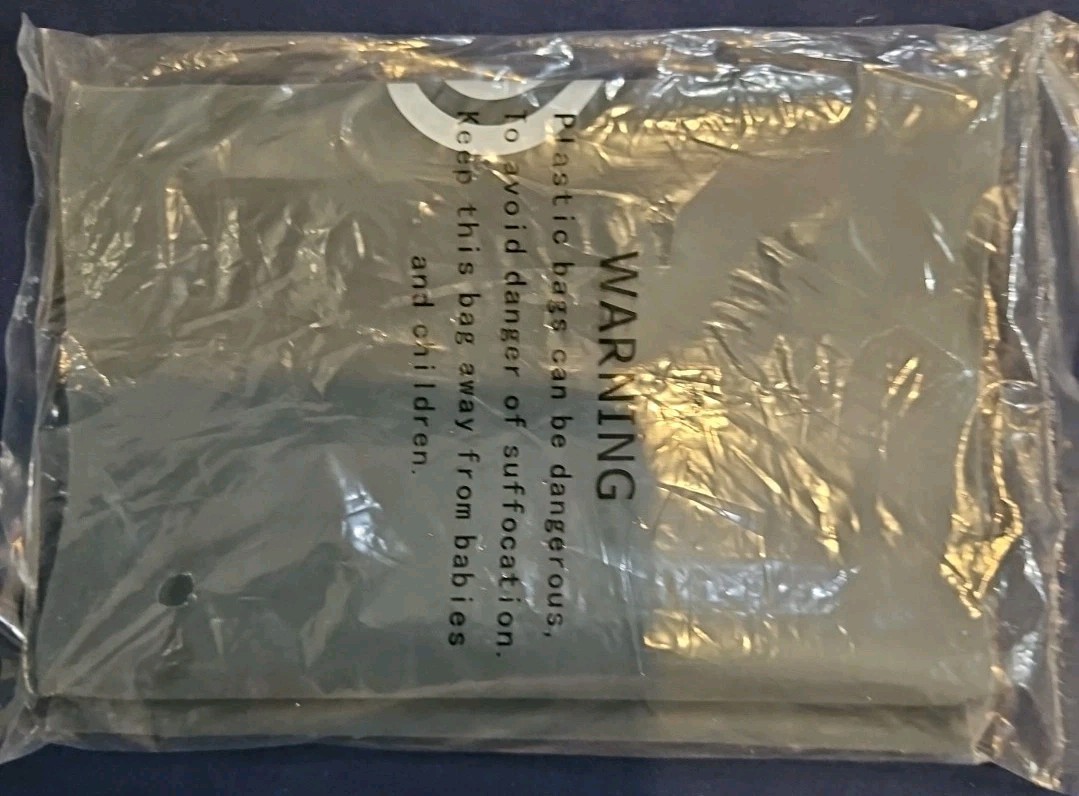 WARNING
Plastic bags can be dangerous,
To avoid danger of suffocation.
Keep this bag away from babies
and children.